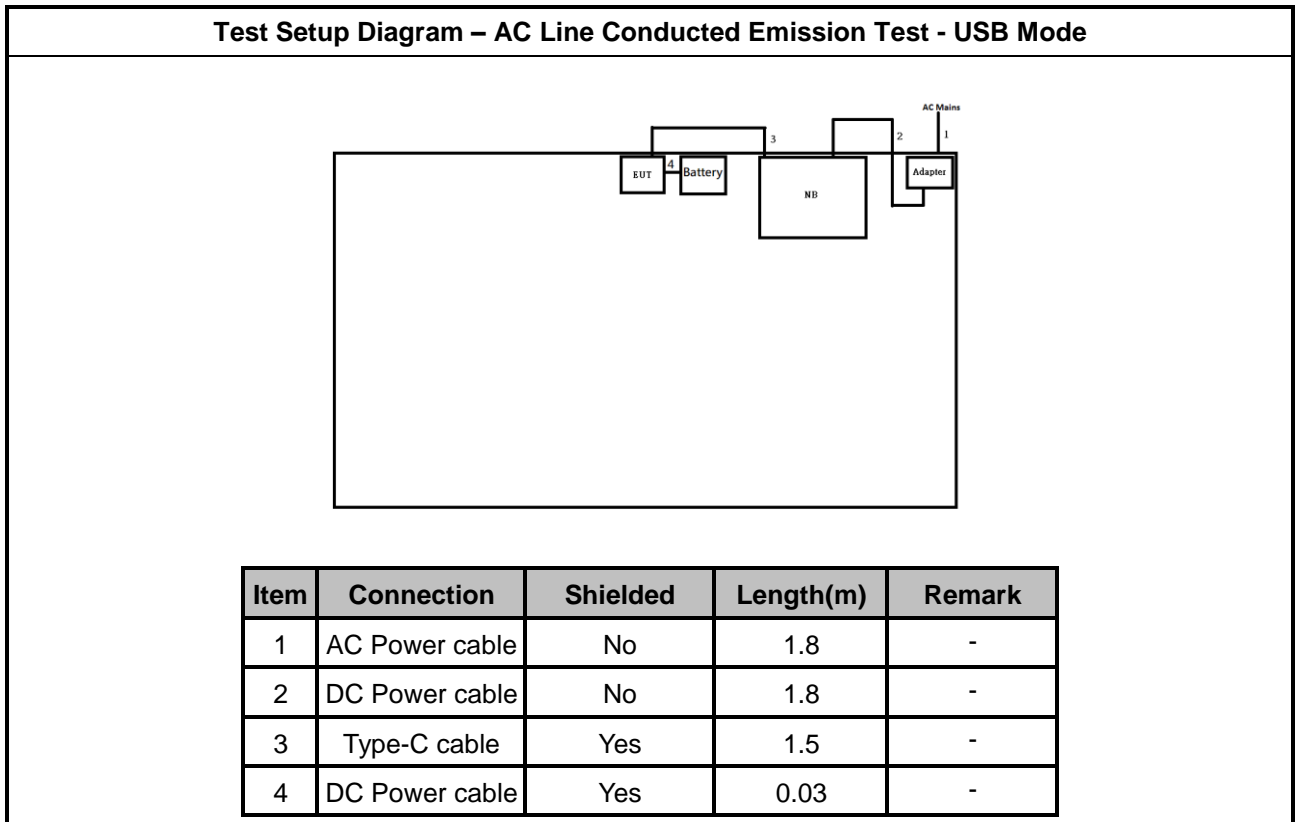 Test Setup Diagram – AC Line Conducted Emission Test - USB Mode
AC Mains
3
2
1
EUT
4
Battery
NB
Adapter
Item Connection Shielded Length(m) Remark
1 AC Power cable No 1.8 -
2 DC Power cable No 1.8 -
3 Type-C cable Yes 1.5 -
4 DC Power cable Yes 0.03 -